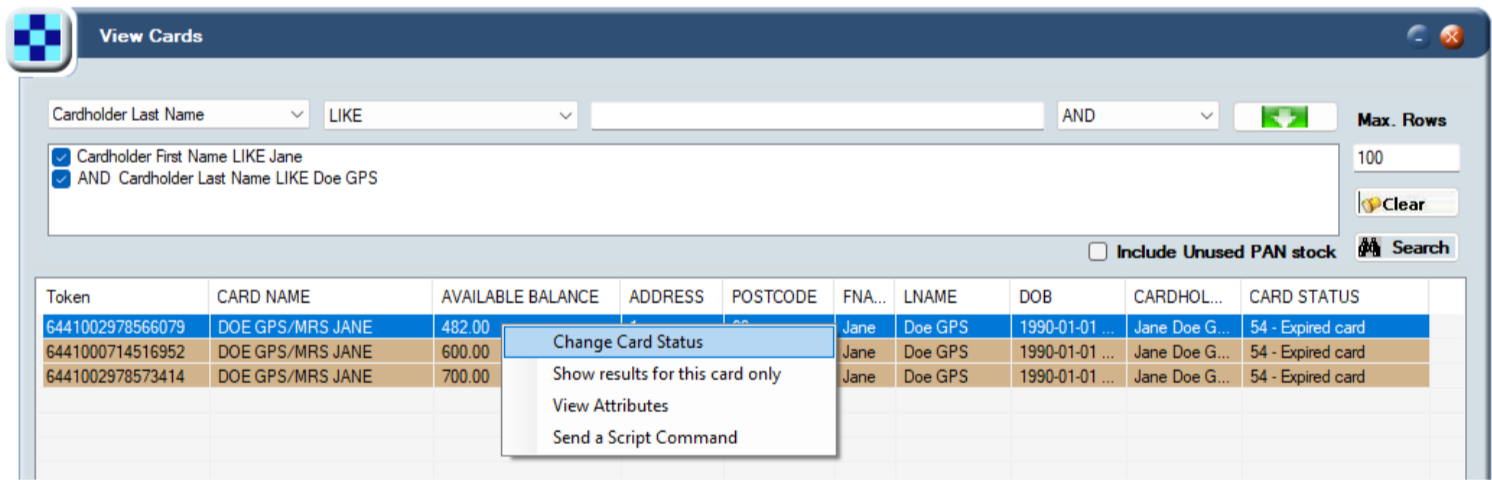 View Cards
Cardholder Last Name LIKE AND Max. Rows
Cardholder First Name LIKE Jane 100
AND Cardholder Last Name LIKE Doe GPS
Clear
Include Unused PAN stock Search
Token CARD NAME AVAILABLE BALANCE ADDRESS POSTCODE FNA... LNAME DOB CARDHOL... CARD STATUS
6441002978566079 DOE GPS/MRS JANE 482.00 Jane Doe GPS 1990-01-01 ... Jane Doe G... 54 - Expired card
Change Card Status
6441000714516952 DOE GPS/MRS JANE 600.00 Jane Doe GPS 1990-01-01 ... Jane Doe G... 54 - Expired card
6441002978573414 DOE GPS/MRS JANE 700.00 Jane Doe GPS 1990-01-01 ... Jane Doe G... 54 - Expired card
Show results for this card only
View Attributes
Send a Script Command